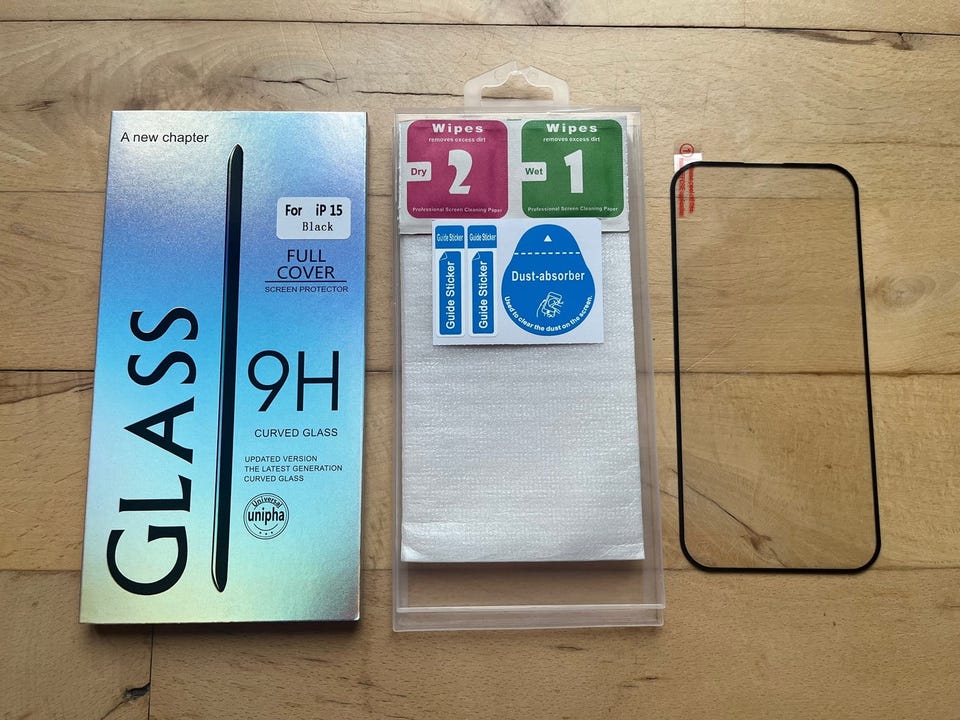 A new chapter
For iP 15
Black
FULL
COVER
SCREEN PROTECTOR
GLASS
9H
CURVED GLASS
UPDATED VERSION
THE LATEST GENERATION
CURVED GLASS
Universal
unipha
Wipes
removes excess dirt
Dry
2
Professional Screen Cleaning Paper
Wipes
removes excess dirt
Wet
1
Professional Screen Cleaning Paper
Guide Sticker
Guide Sticker
Guide Sticker
Guide Sticker
Dust-absorber
Used to clear the dust on the screen.
1